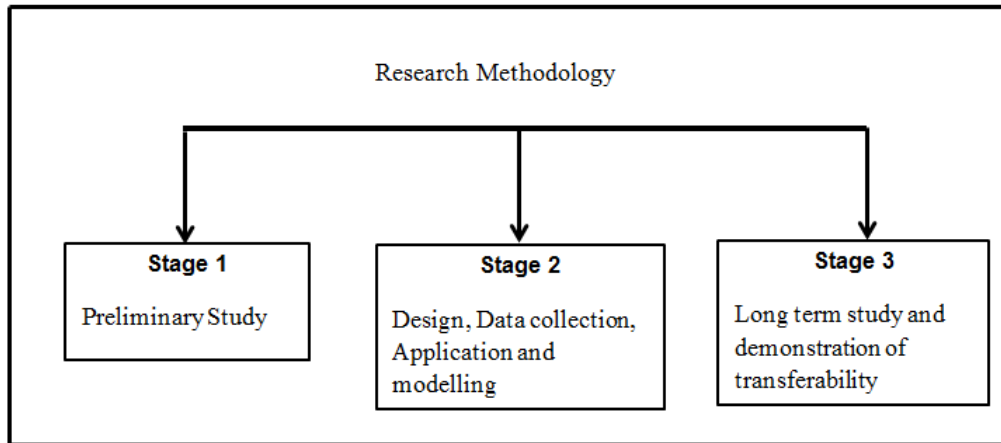 Research Methodology
Stage 1
Preliminary Study
Stage 2
Design, Data collection,
Application and
modelling
Stage 3
Long term study and
demonstration of
transferability